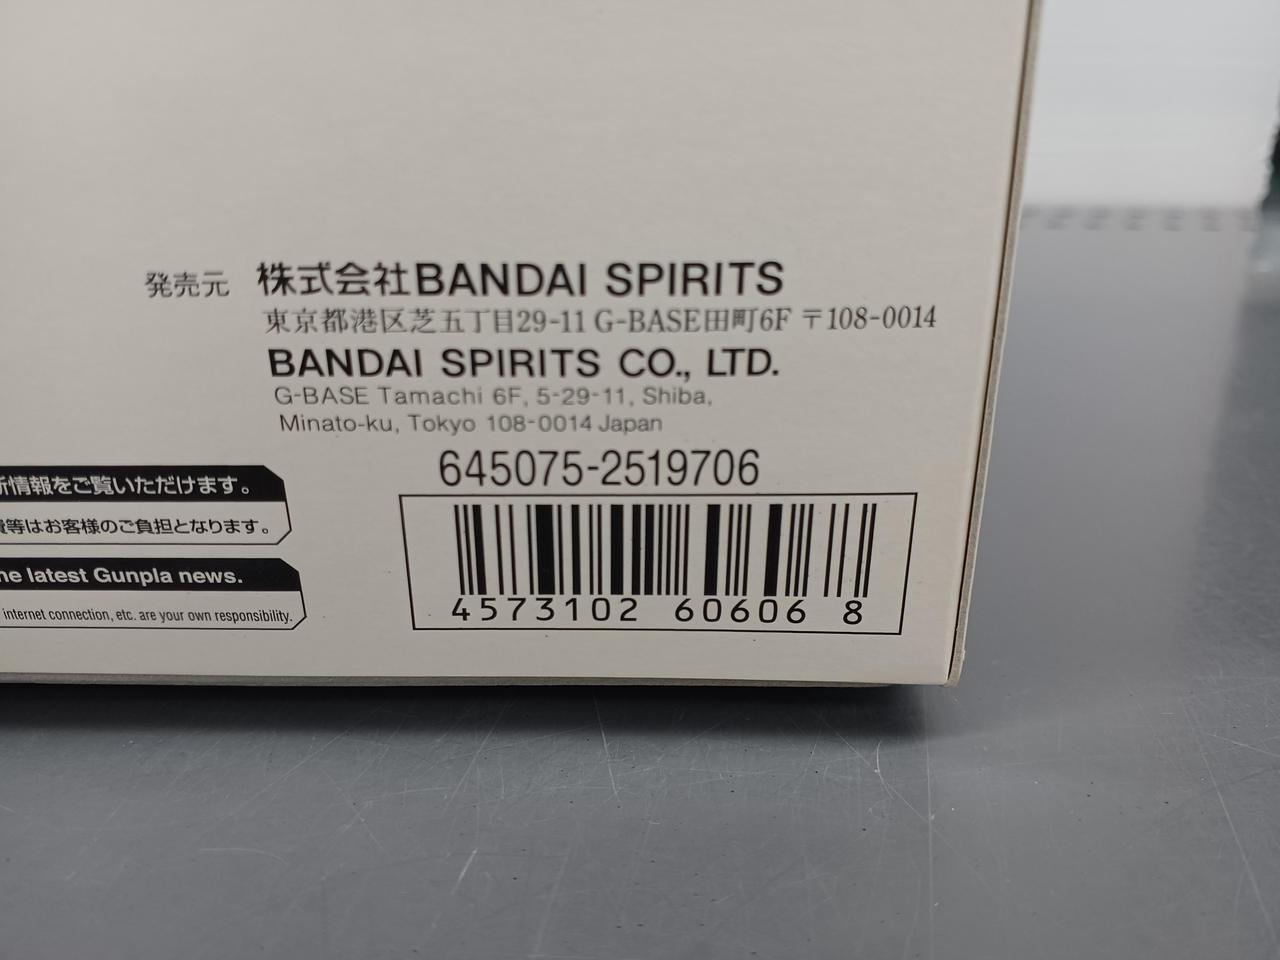 発売元 株式会社BANDAI SPIRITS
東京都港区芝五丁目29-11 G-BASE田町6F 〒108-0014
BANDAI SPIRITS CO., LTD.
G-BASE Tamachi 6F, 5-29-11, Shiba,
Minato-ku, Tokyo 108-0014 Japan
645075-2519706
4573102 60606 8
情報をご覧いただけます。
等はお客様のご負担となります。
he latest Gunpla news.
internet connection, etc. are your own responsibility.